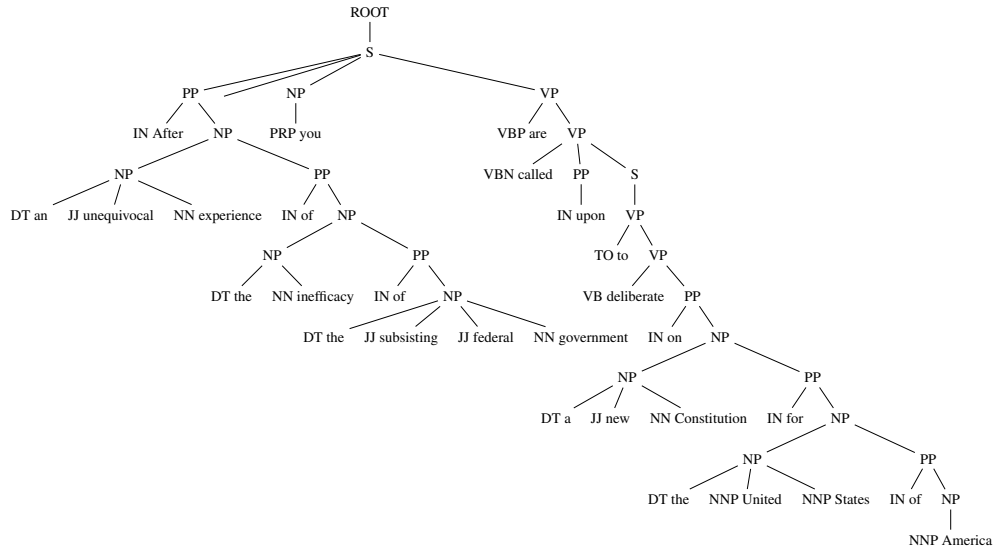 ROOT
S
PP NP VP
IN After NP PRP you VBP are VP
NP PP VBN called PP S
DT an JJ unequivocal NN experience IN of NP IN upon VP
NP PP TO to VP
DT the NN inefficacy IN of NP VB deliberate PP
DT the JJ subsisting JJ federal NN government IN on NP
NP PP
DT a JJ new NN Constitution IN for NP
NP PP
DT the NNP United NNP States IN of NP
NNP America